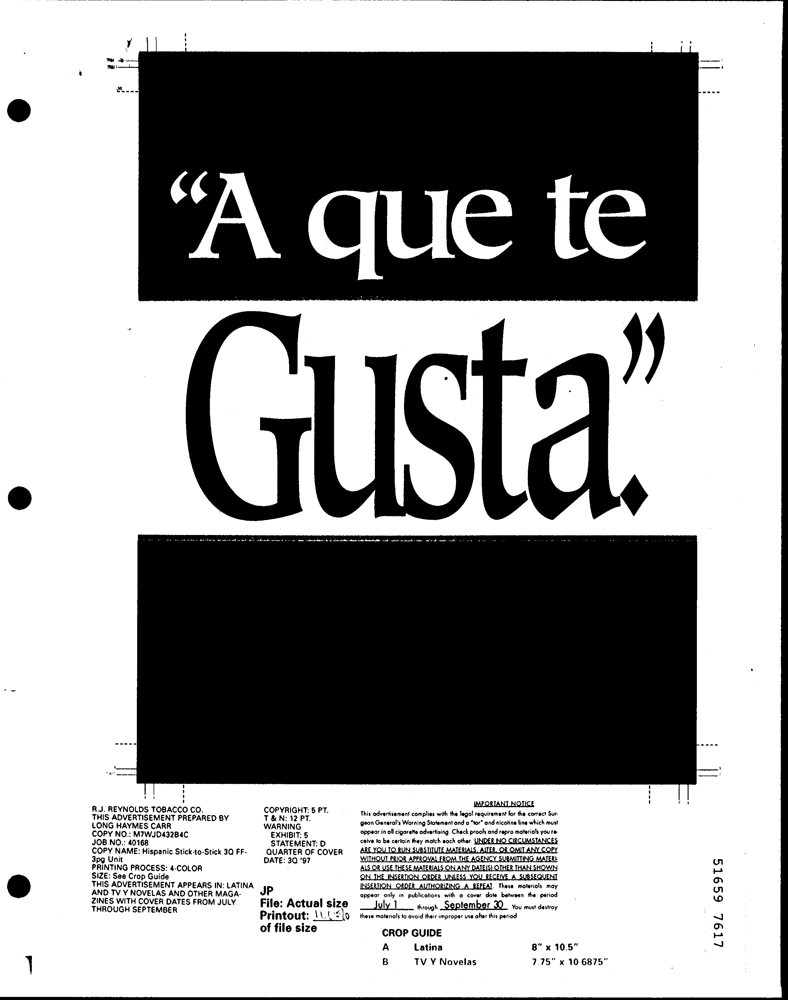 “A que te
Gusta.”
R.J. REYNOLDS TOBACCO CO.
THIS ADVERTISEMENT PREPARED BY
LONG HAYMES CARR
COPY NO.: M7WJD432B4C
JOB NO.: 40168
COPY NAME: Hispanic Stick-to-Stick 3Q FF-
3pg Unit
PRINTING PROCESS: 4-COLOR
SIZE: See Crop Guide
THIS ADVERTISEMENT APPEARS IN: LATINA
AND TV Y NOVELAS AND OTHER MAGA-
ZINES WITH COVER DATES FROM JULY
THROUGH SEPTEMBER
COPYRIGHT: 5 PT.
T & N: 12 PT.
WARNING
EXHIBIT: 5
STATEMENT: D
QUARTER OF COVER
DATE: 3Q '97
JP
File: Actual size
Printout:
of file size
IMPORTANT NOTICE
This advertisement complies with the legal requirement for the correct Sur-
geon General's Warning Statement and a "tar" and nicotine line which must
appear in all cigarette advertising. Check proofs and repro materials you re-
ceive to be certain they match each other. UNDER NO CIRCUMSTANCES
ARE YOU TO RUN SUBSTITUTE MATERIALS, ALTER, OR OMIT ANY COPY
WITHOUT PRIOR APPROVAL FROM THE AGENCY SUBMITTING MATERI-
ALS OR USE THESE MATERIALS ON ANY DATE(S) OTHER THAN SHOWN
ON THE INSERTION ORDER UNLESS YOU RECEIVE A SUBSEQUENT
INSERTION ORDER AUTHORIZING A REPEAT. These materials may
appear only in publications with a cover date between the period
July 1 through September 30 You must destroy
these materials to avoid their improper use after this period
CROP GUIDE
A Latina 8" x 10.5"
B TV Y Novelas 7.75" x 10 6875"
51659 7617